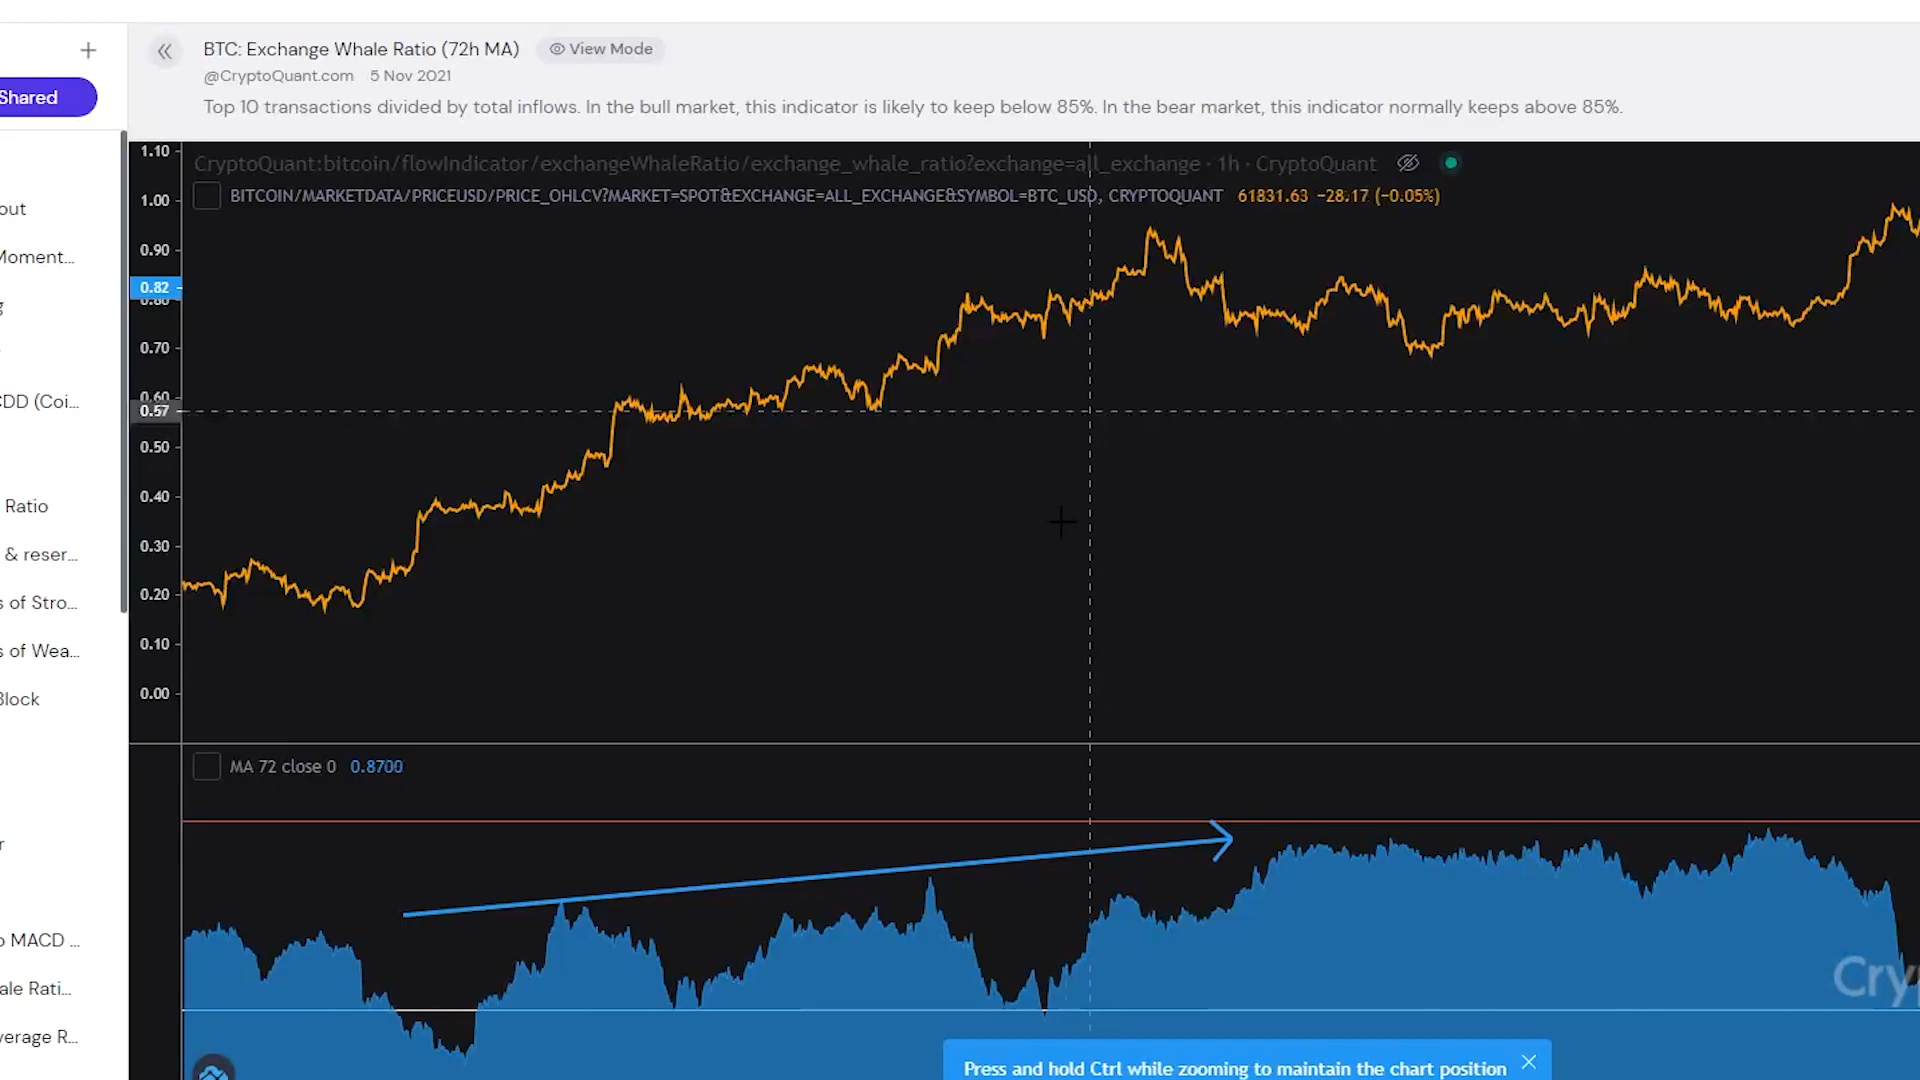 BTC: Exchange Whale Ratio (72h MA) View Mode
@CryptoQuant.com 5 Nov 2021
Top 10 transactions divided by total inflows. In the bull market, this indicator is likely to keep below 85%. In the bear market, this indicator normally keeps above 85%.
Shared
out
Moment...
g
CDD (Coi...
Ratio
& reser...
s of Stro...
s of Wea...
Block
r
o MACD ...
ale Rati...
verage R...
CryptoQuant:bitcoin/flowIndicator/exchangeWhaleRatio/exchange_whale_ratio?exchange=all_exchange · 1h · CryptoQuant
BITCOIN/MARKETDATA/PRICEUSD/PRICE_OHLCV?MARKET=SPOT&EXCHANGE=ALL_EXCHANGE&SYMBOL=BTC_USD, CRYPTOQUANT 61831.63 −28.17 (−0.05%)
1.10
1.00
0.90
0.82
0.80
0.70
0.60
0.57
0.50
0.40
0.30
0.20
0.10
0.00
MA 72 close 0 0.8700
Cry
Press and hold Ctrl while zooming to maintain the chart position